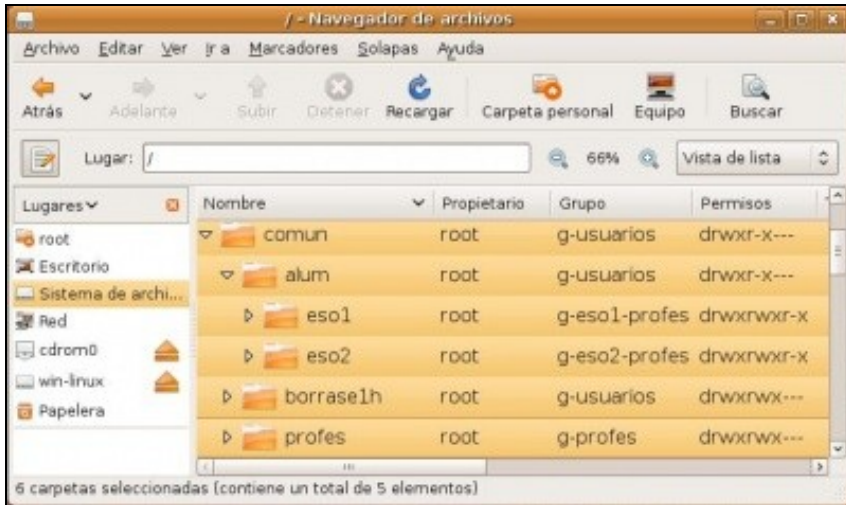 / - Navegador de archivos
Archivo Editar Ver Ir a Marcadores Solapas Ayuda
Atrás Adelante Subir Detener Recargar Carpeta personal Equipo Buscar
Lugar: / 66% Vista de lista
Lugares Nombre Propietario Grupo Permisos
root
Escritorio
Sistema de archi...
Red
cdrom0
win-linux
Papelera
comun root g-usuarios drwxr-x---
alum root g-usuarios drwxr-x---
eso1 root g-eso1-profes drwxrwxr-x
eso2 root g-eso2-profes drwxrwxr-x
borrase1h root g-usuarios drwxrwx---
profes root g-profes drwxrwx---
6 carpetas seleccionadas (contiene un total de 5 elementos)